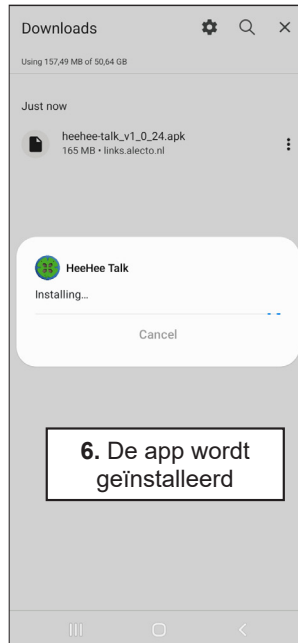 Downloads
Using 157,49 MB of 50,64 GB
Just now
heehee-talk_v1_0_24.apk
165 MB • links.alecto.nl
HeeHee Talk
Installing...
Cancel
6. De app wordt
geïnstalleerd